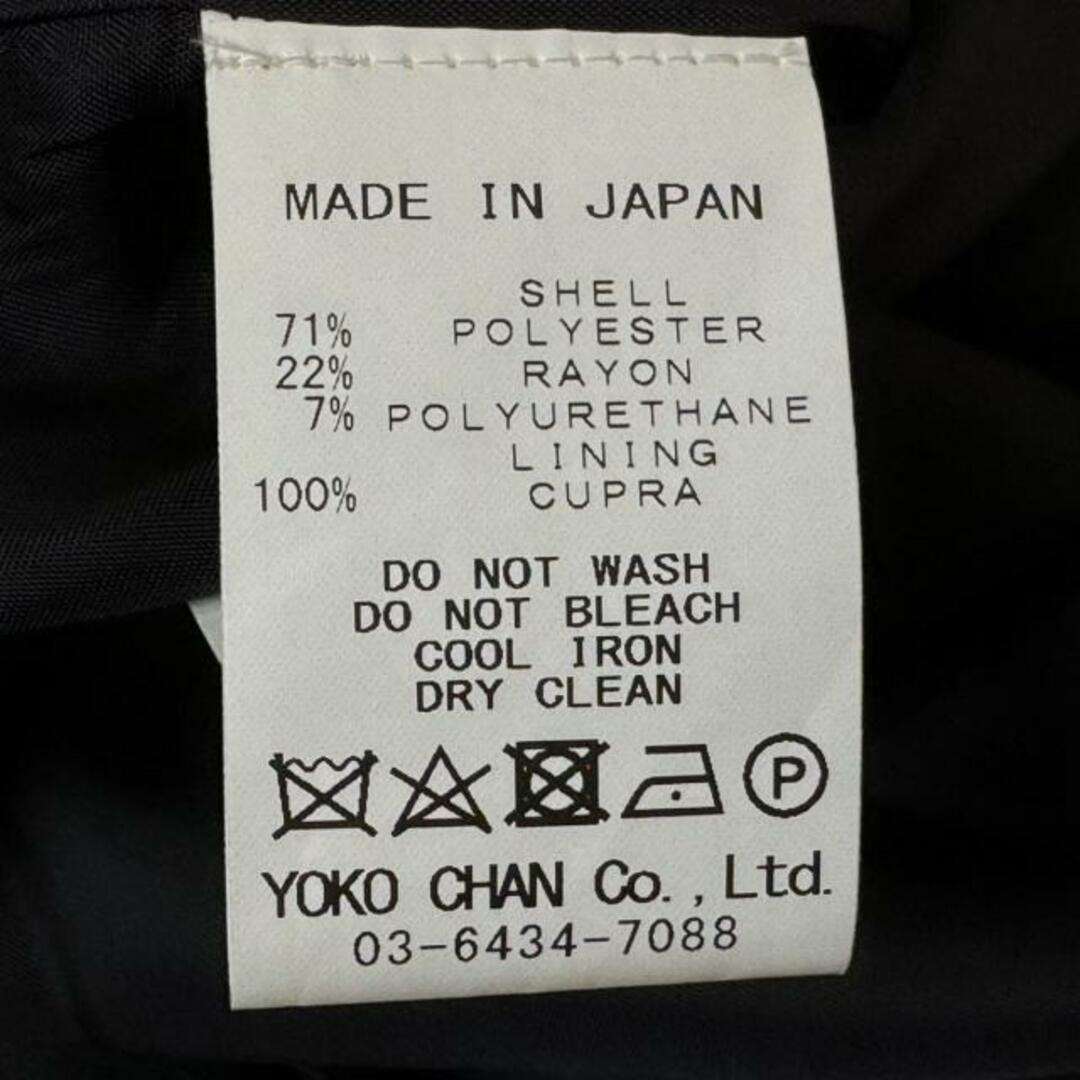 MADE IN JAPAN
SHELL
71% POLYESTER
22% RAYON
7% POLYURETHANE
LINING
100% CUPRA
DO NOT WASH
DO NOT BLEACH
COOL IRON
DRY CLEAN
P
YOKO CHAN Co., Ltd.
03-6434-7088